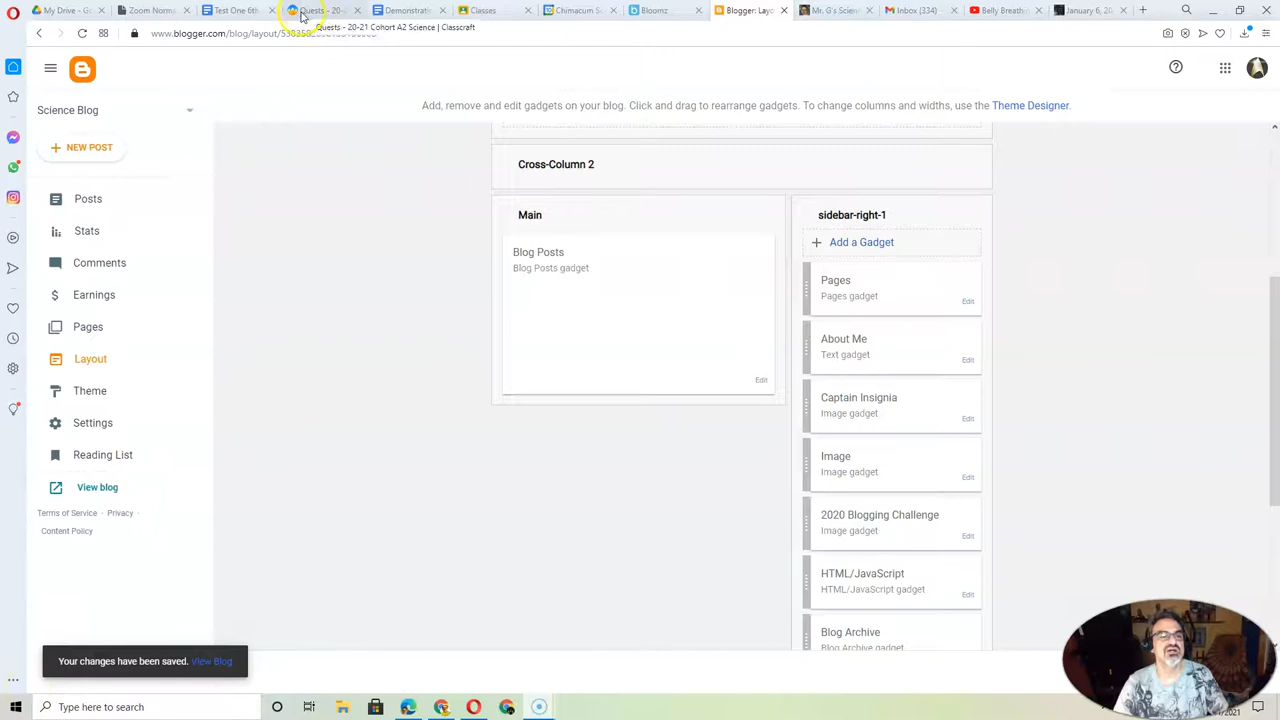 My Drive - Go
Zoom Norms
Test One 6th
Quests - 20-
Demonstratio
Classes
Chimacum S
Bloonz
Blogger: Lay
Mr. G's Scien
Inbox (334)
Belly Breathin
January 6, 20
Quests - 20-21 Cohort A2 Science | Classcraft
www.blogger.com/blog/layout/
Science Blog
Add, remove and edit gadgets on your blog. Click and drag to rearrange gadgets. To change columns and widths, use the Theme Designer.
NEW POST
Posts
Stats
Comments
Earnings
Pages
Layout
Theme
Settings
Reading List
View blog
Terms of Service · Privacy ·
Content Policy
Cross-Column 2
Main
Blog Posts
Blog Posts gadget
Edit
sidebar-right-1
Add a Gadget
Pages
Pages gadget
Edit
About Me
Text gadget
Edit
Captain Insignia
Image gadget
Edit
Image
Image gadget
Edit
2020 Blogging Challenge
Image gadget
Edit
HTML/JavaScript
HTML/JavaScript gadget
Edit
Blog Archive
Blog Archive gadget
Your changes have been saved. View Blog
Type here to search